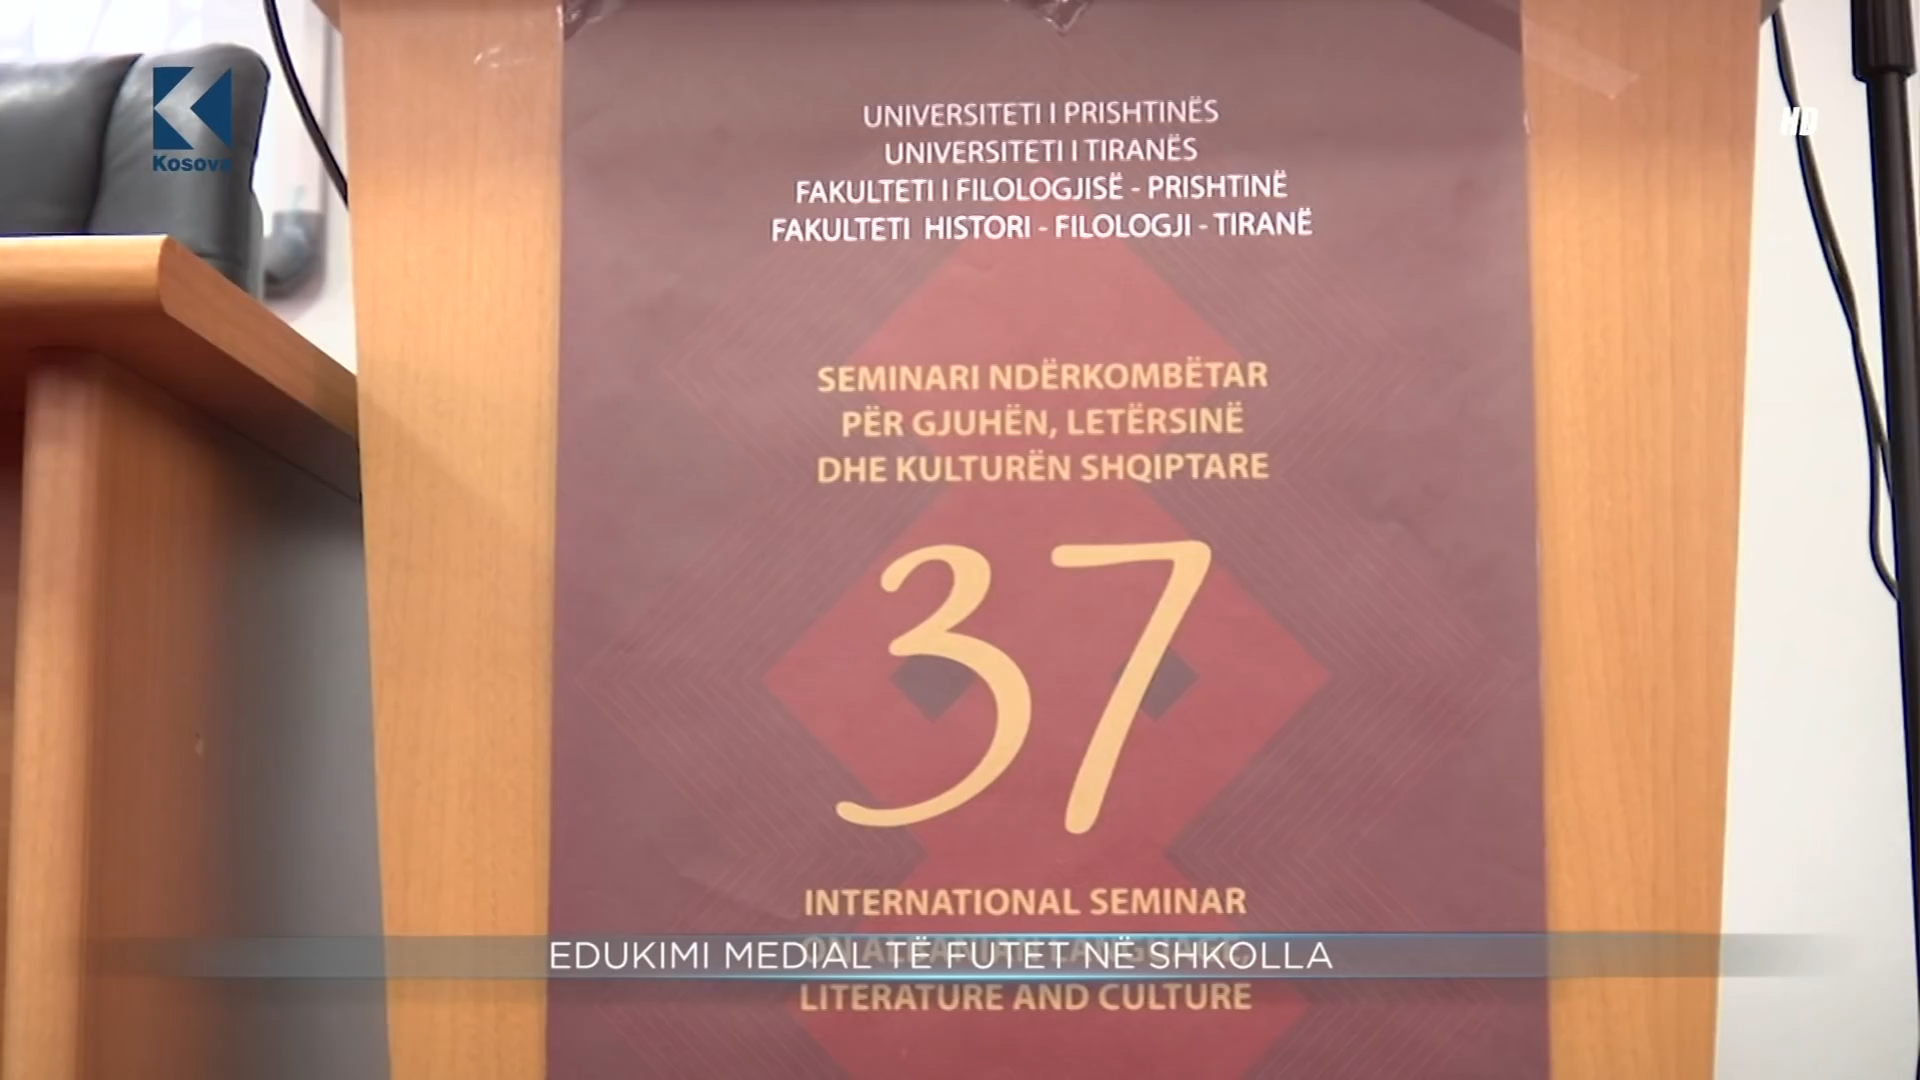 Kosova
HD
UNIVERSITETI I PRISHTINËS
UNIVERSITETI I TIRANËS
FAKULTETI I FILOLOGJISË - PRISHTINË
FAKULTETI HISTORI - FILOLOGJI - TIRANË
SEMINARI NDËRKOMBËTAR
PËR GJUHËN, LETËRSINË
DHE KULTURËN SHQIPTARE
37
INTERNATIONAL SEMINAR
EDUKIMI MEDIAL TË FUTET NË SHKOLLA
LITERATURE AND CULTURE